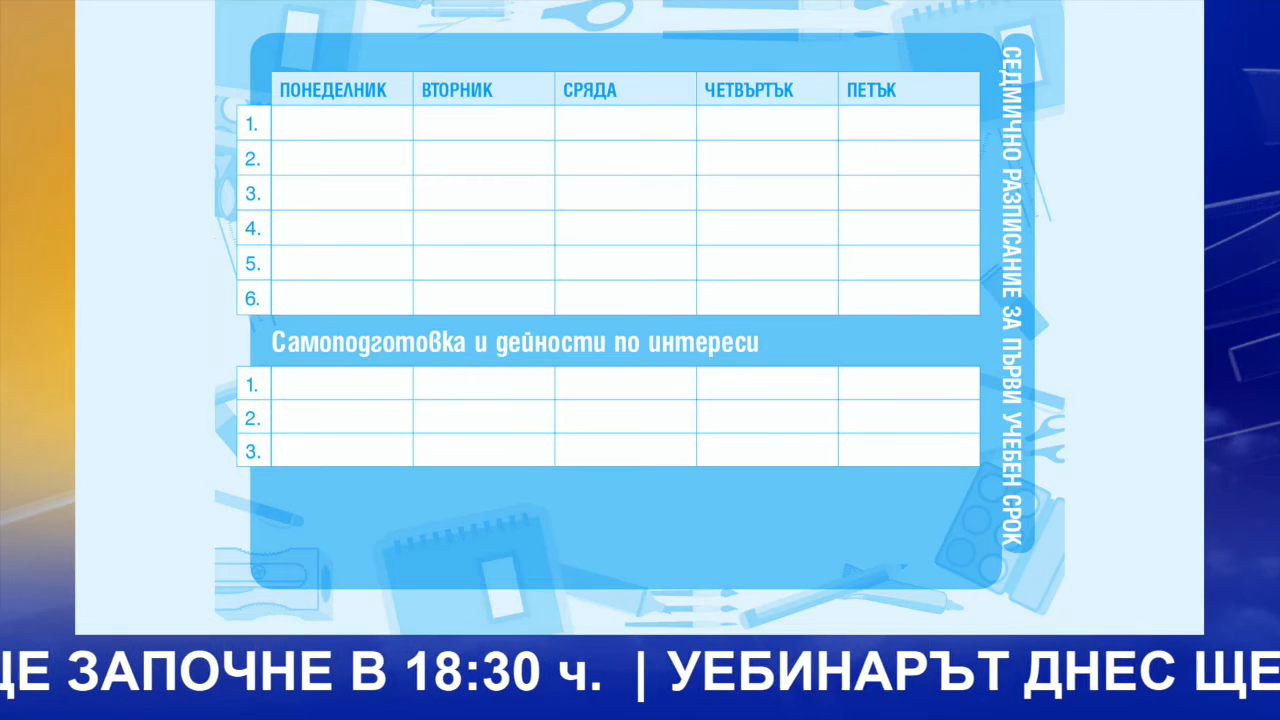 ПОНЕДЕЛНИК ВТОРНИК СРЯДА ЧЕТВЪРТЪК ПЕТЪК
1.
2.
3.
4.
5.
6.
Самоподготовка и дейности по интереси
1.
2.
3.
СЕДМИЧНО РАЗПИСАНИЕ ЗА ПЪРВИ УЧЕБЕН СРОК
ЩЕ ЗАПОЧНЕ В 18:30 ч. | УЕБИНАРЪТ ДНЕС ЩЕ